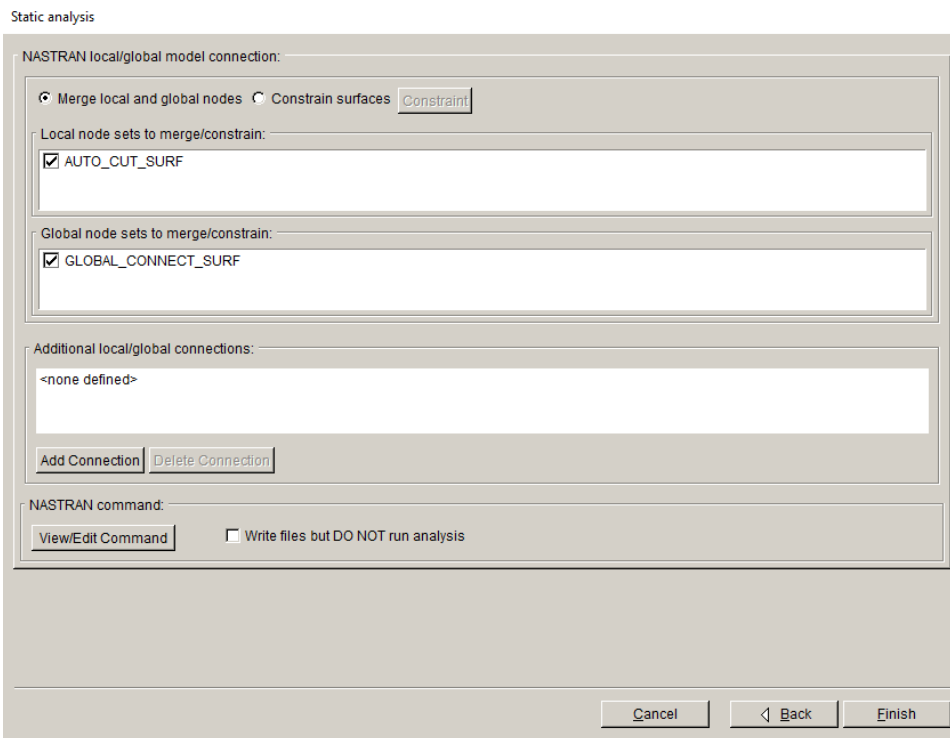 Static analysis
NASTRAN local/global model connection:
Merge local and global nodes Constrain surfaces Constraint
Local node sets to merge/constrain:
AUTO_CUT_SURF
Global node sets to merge/constrain:
GLOBAL_CONNECT_SURF
Additional local/global connections:
<none defined>
Add Connection Delete Connection
NASTRAN command:
View/Edit Command Write files but DO NOT run analysis
Cancel Back Finish